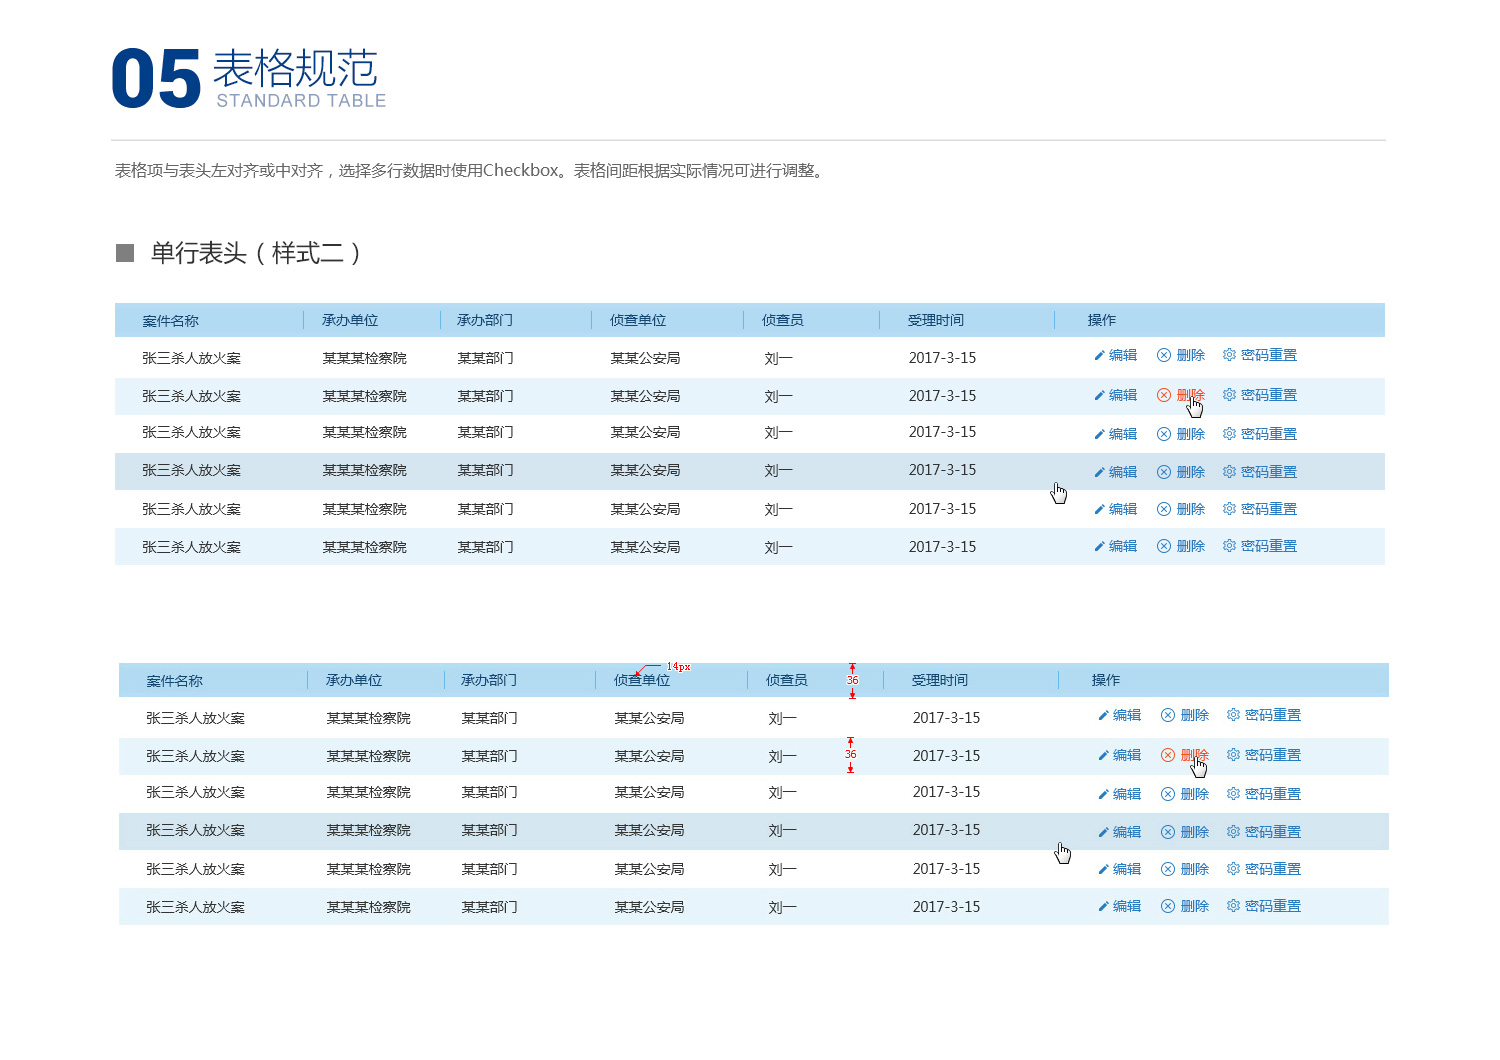 05 表格规范
STANDARD TABLE
表格项与表头左对齐或中对齐，选择多行数据时使用Checkbox。表格间距根据实际情况可进行调整。
单行表头（样式二）
案件名称 承办单位 承办部门 侦查单位 侦查员 受理时间 操作
张三杀人放火案 某某某检察院 某某部门 某某公安局 刘一 2017-3-15 编辑 删除 密码重置
张三杀人放火案 某某某检察院 某某部门 某某公安局 刘一 2017-3-15 编辑 删除 密码重置
张三杀人放火案 某某某检察院 某某部门 某某公安局 刘一 2017-3-15 编辑 删除 密码重置
张三杀人放火案 某某某检察院 某某部门 某某公安局 刘一 2017-3-15 编辑 删除 密码重置
张三杀人放火案 某某某检察院 某某部门 某某公安局 刘一 2017-3-15 编辑 删除 密码重置
张三杀人放火案 某某某检察院 某某部门 某某公安局 刘一 2017-3-15 编辑 删除 密码重置
14px
案件名称 承办单位 承办部门 侦查单位 侦查员 36 受理时间 操作
张三杀人放火案 某某某检察院 某某部门 某某公安局 刘一 2017-3-15 编辑 删除 密码重置
张三杀人放火案 某某某检察院 某某部门 某某公安局 刘一 36 2017-3-15 编辑 删除 密码重置
张三杀人放火案 某某某检察院 某某部门 某某公安局 刘一 2017-3-15 编辑 删除 密码重置
张三杀人放火案 某某某检察院 某某部门 某某公安局 刘一 2017-3-15 编辑 删除 密码重置
张三杀人放火案 某某某检察院 某某部门 某某公安局 刘一 2017-3-15 编辑 删除 密码重置
张三杀人放火案 某某某检察院 某某部门 某某公安局 刘一 2017-3-15 编辑 删除 密码重置